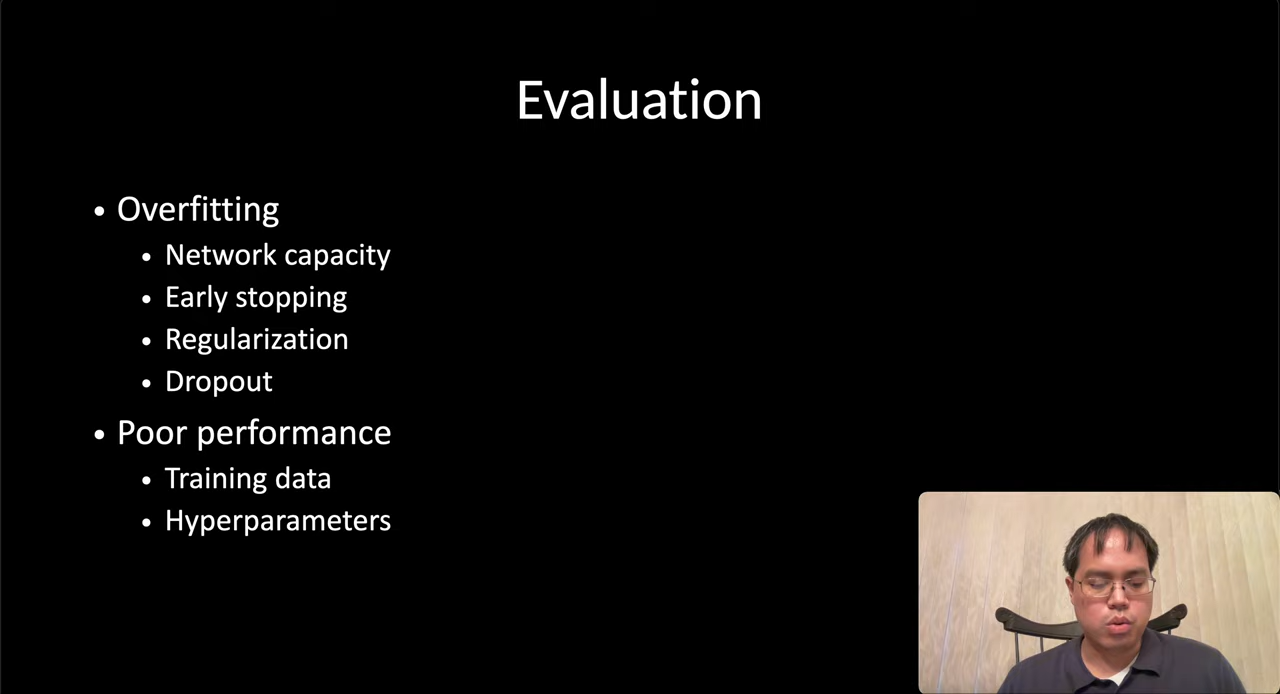 Evaluation
• Overfitting
• Network capacity
• Early stopping
• Regularization
• Dropout
• Poor performance
• Training data
• Hyperparameters